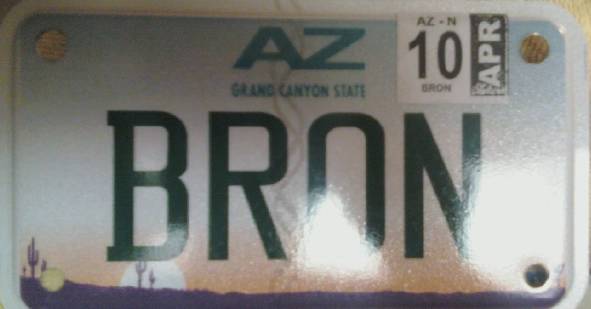 AZ
GRAND CANYON STATE
AZ - N
10
APR
BRON
BRON